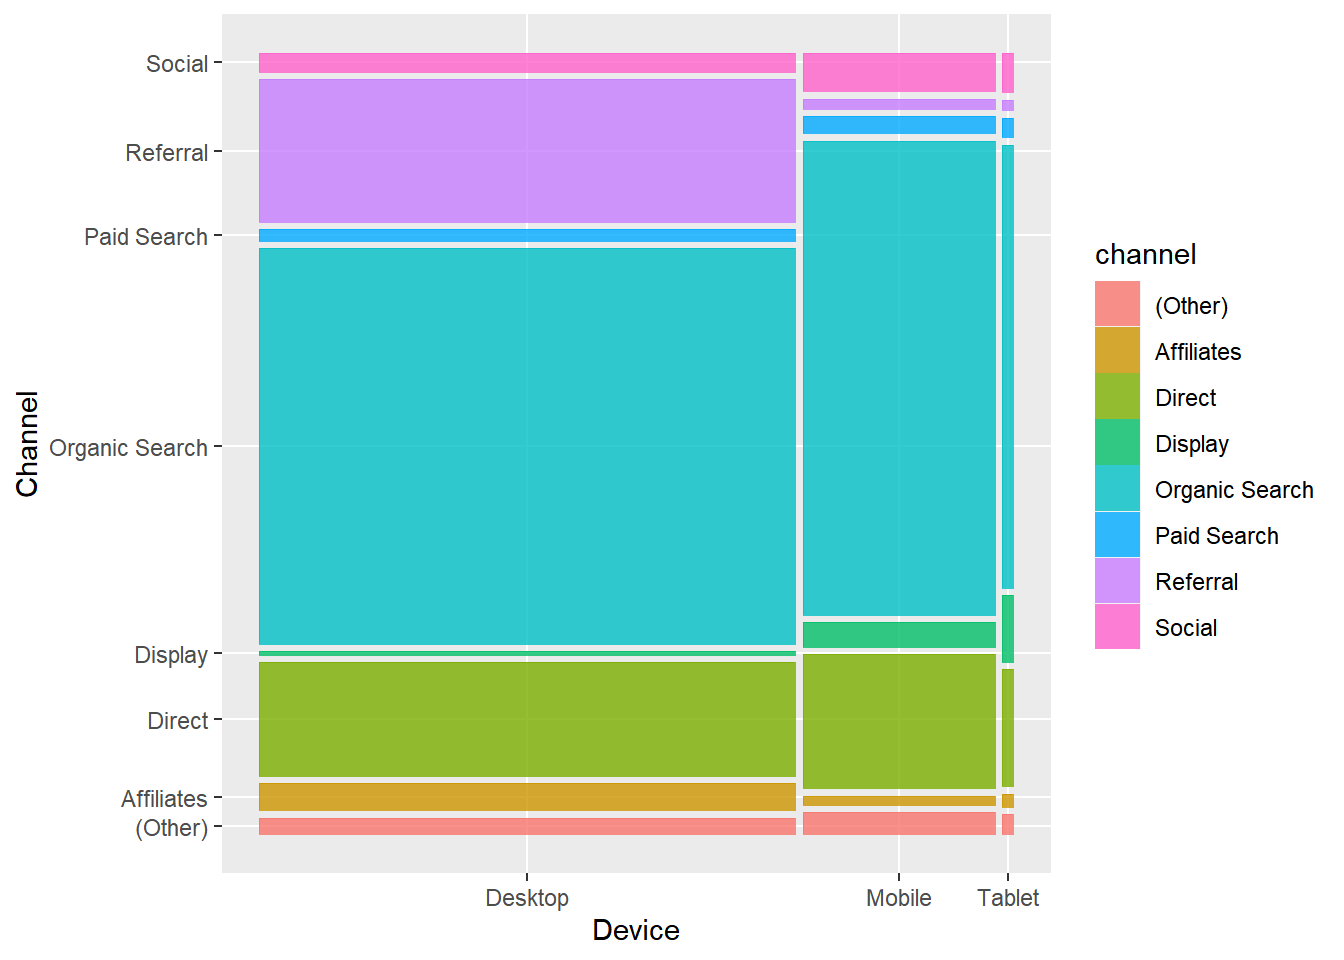 Social
Referral
Paid Search
Organic Search
Display
Direct
Affiliates
(Other)
Channel
Desktop
Mobile
Tablet
Device
channel
(Other)
Affiliates
Direct
Display
Organic Search
Paid Search
Referral
Social